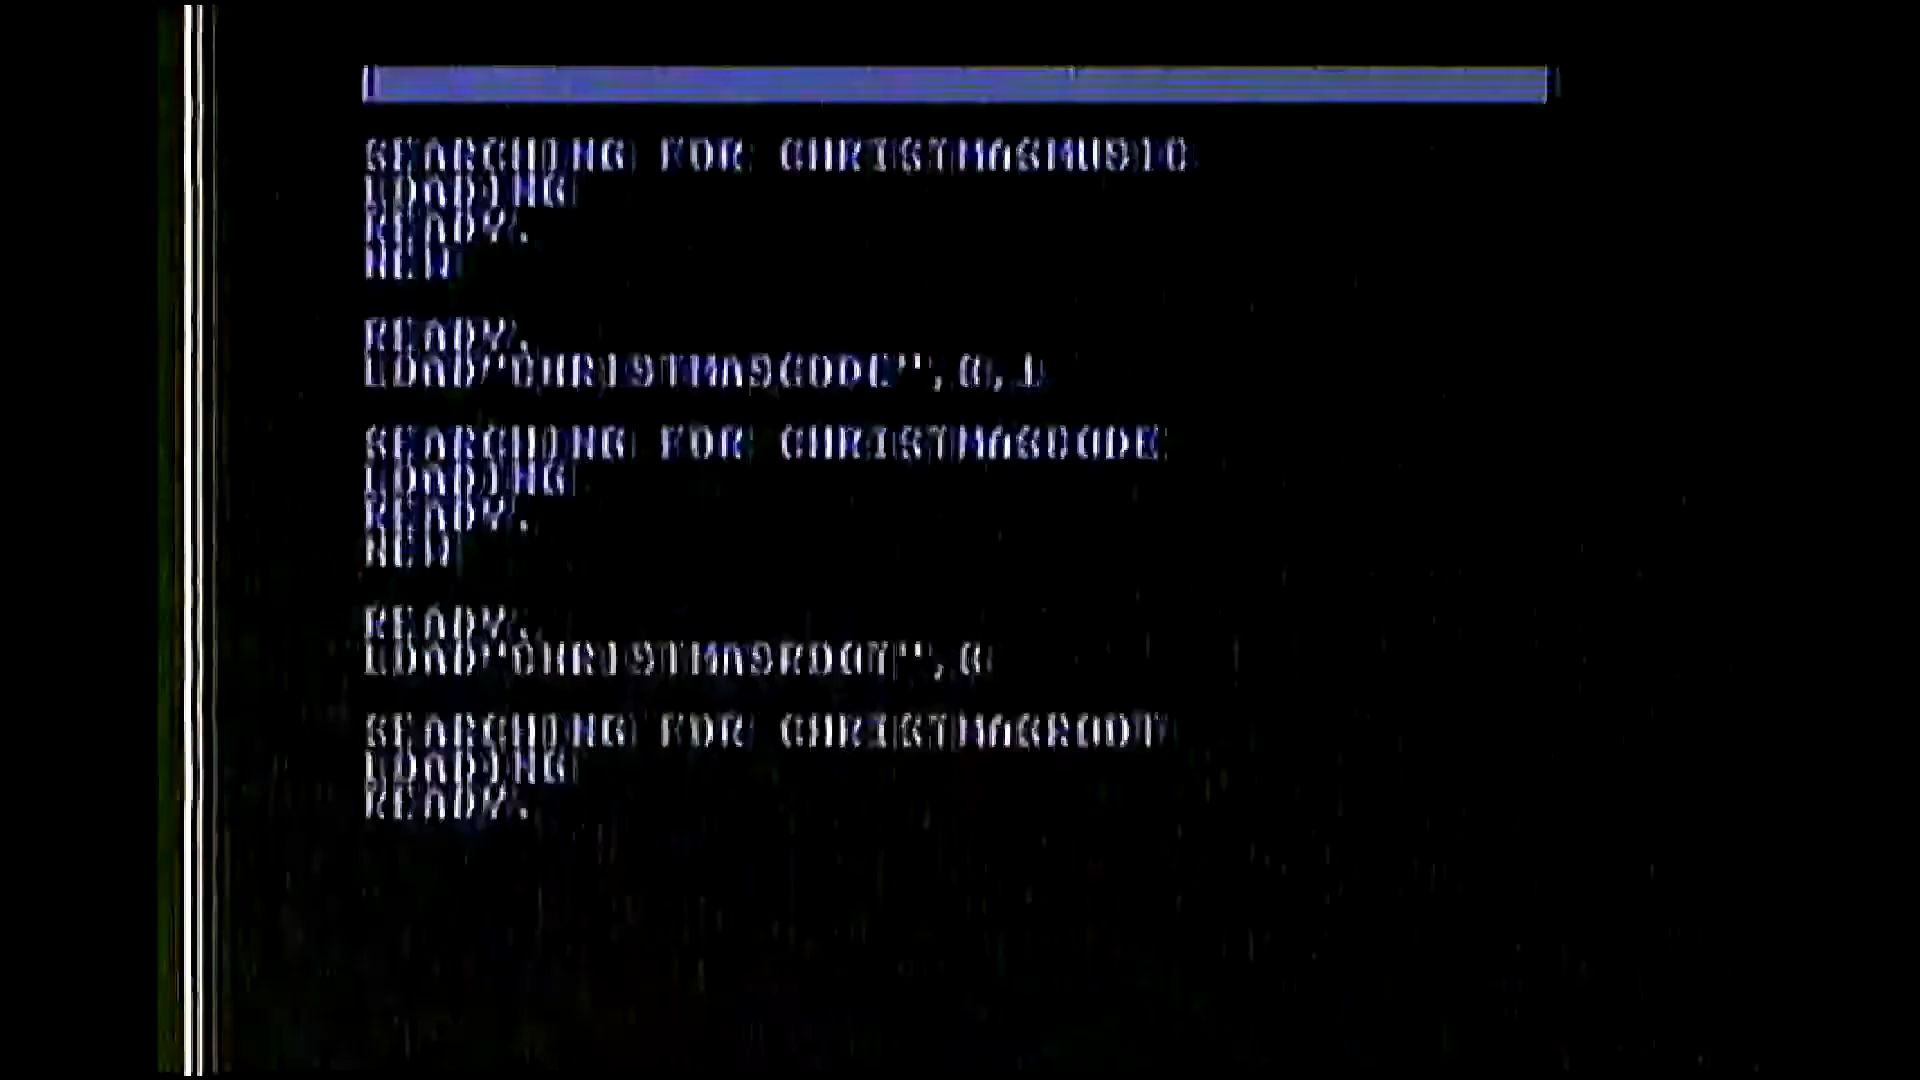 SEARCHING FOR CHRISTMASMUSIC
LOADING
READY.
NEW
READY.
LOAD"CHRISTMASCODE",8,1
SEARCHING FOR CHRISTMASCODE
LOADING
READY.
NEW
READY.
LOAD"CHRISTMASROOT",8
SEARCHING FOR CHRISTMASROOT
LOADING
READY.